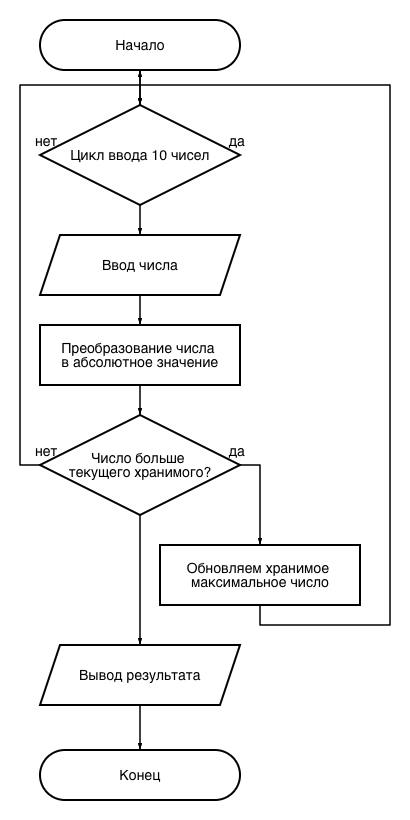 Начало
нет
да
Цикл ввода 10 чисел
Ввод числа
Преобразование числа
в абсолютное значение
нет
да
Число больше
текущего хранимого?
Обновляем хранимое
максимальное число
Вывод результата
Конец